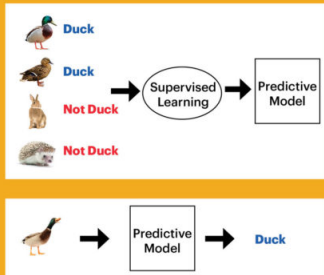 Duck
Duck
Not Duck
Not Duck
Supervised
Learning
Predictive
Model
Predictive
Model
Duck